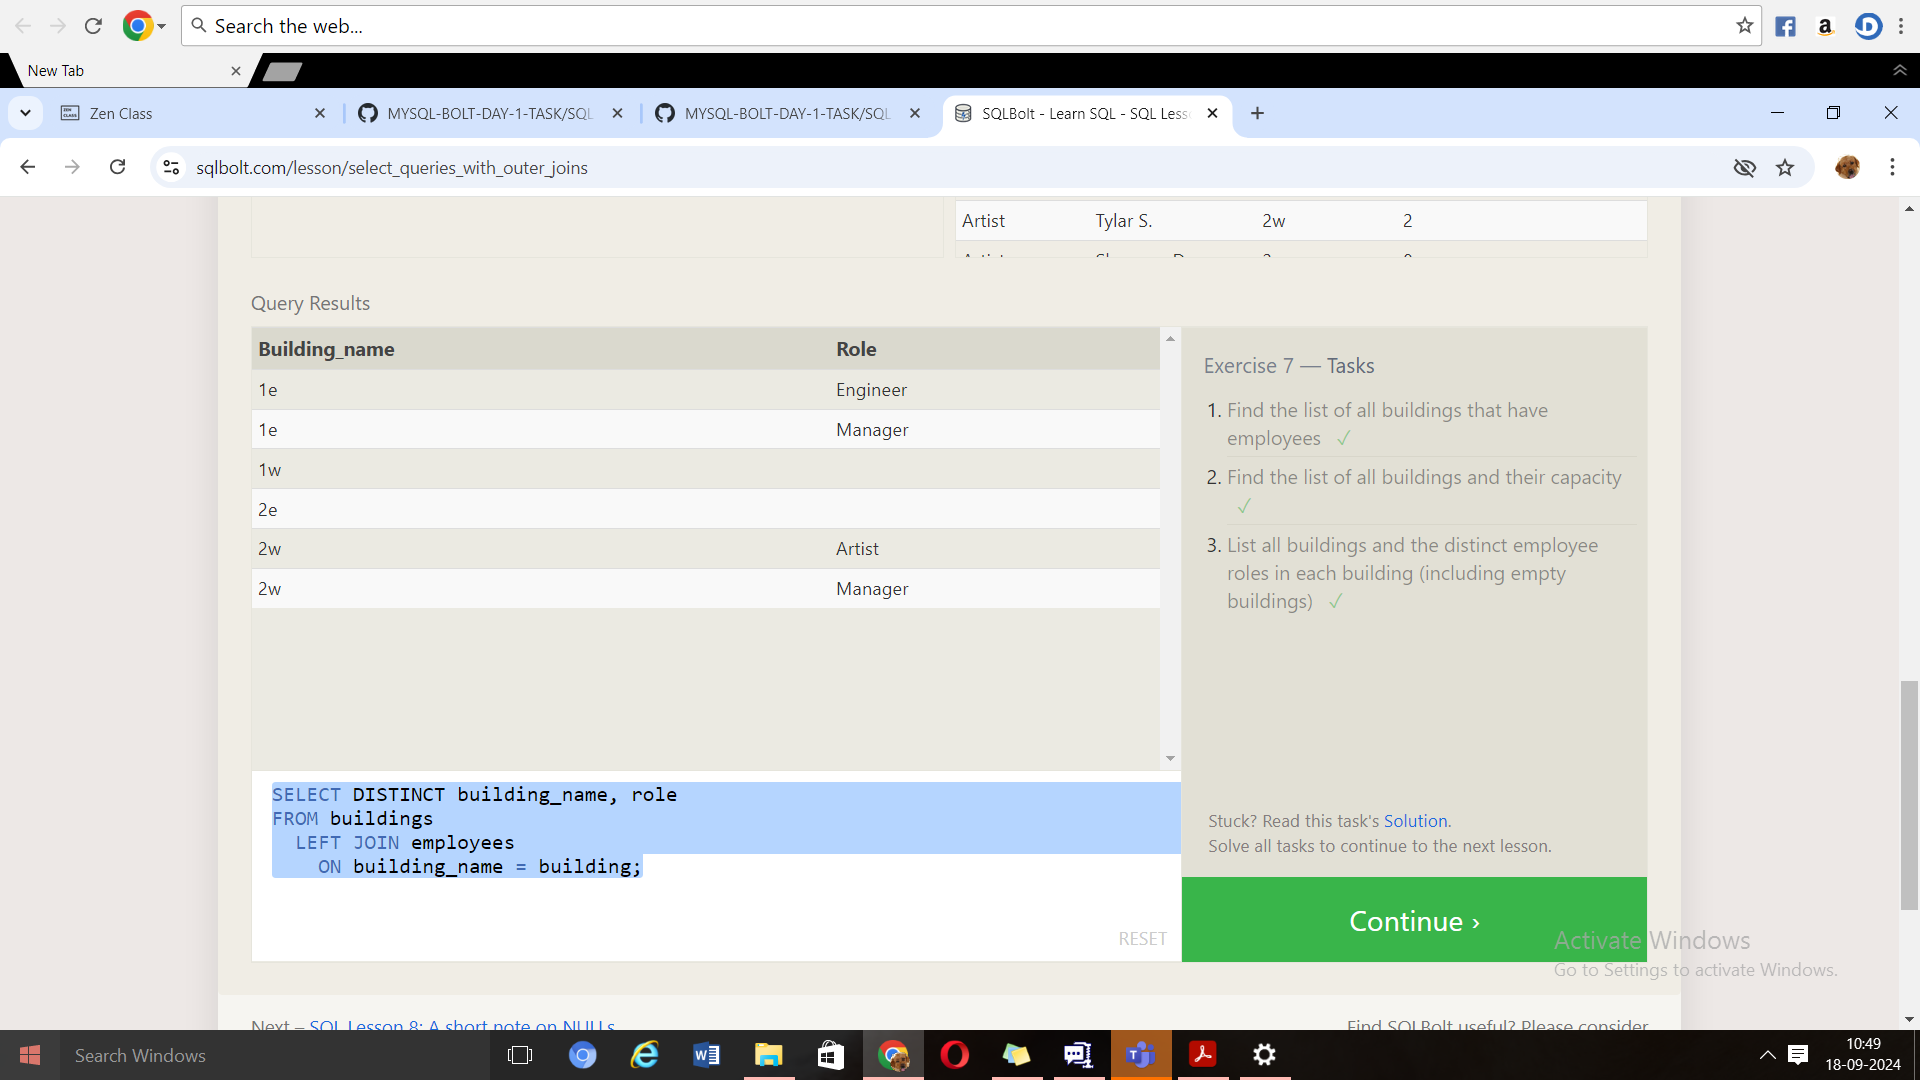 Search the web...
New Tab
Zen Class
MYSQL-BOLT-DAY-1-TASK/SQL
MYSQL-BOLT-DAY-1-TASK/SQL
SQLBolt - Learn SQL - SQL Less
sqlbolt.com/lesson/select_queries_with_outer_joins
Artist Tylar S. 2w 2
Query Results
Building_name Role
1e Engineer
1e Manager
1w
2e
2w Artist
2w Manager
Exercise 7 — Tasks
1. Find the list of all buildings that have
employees ✓
2. Find the list of all buildings and their capacity
✓
3. List all buildings and the distinct employee
roles in each building (including empty
buildings) ✓
SELECT DISTINCT building_name, role
FROM buildings
LEFT JOIN employees
ON building_name = building;
RESET
Stuck? Read this task's Solution.
Solve all tasks to continue to the next lesson.
Continue ›
Activate Windows
Go to Settings to activate Windows.
Next – SQL Lesson 8: A short note on NULLs
Find SQLBolt useful? Please consider
Search Windows
10:49
18-09-2024